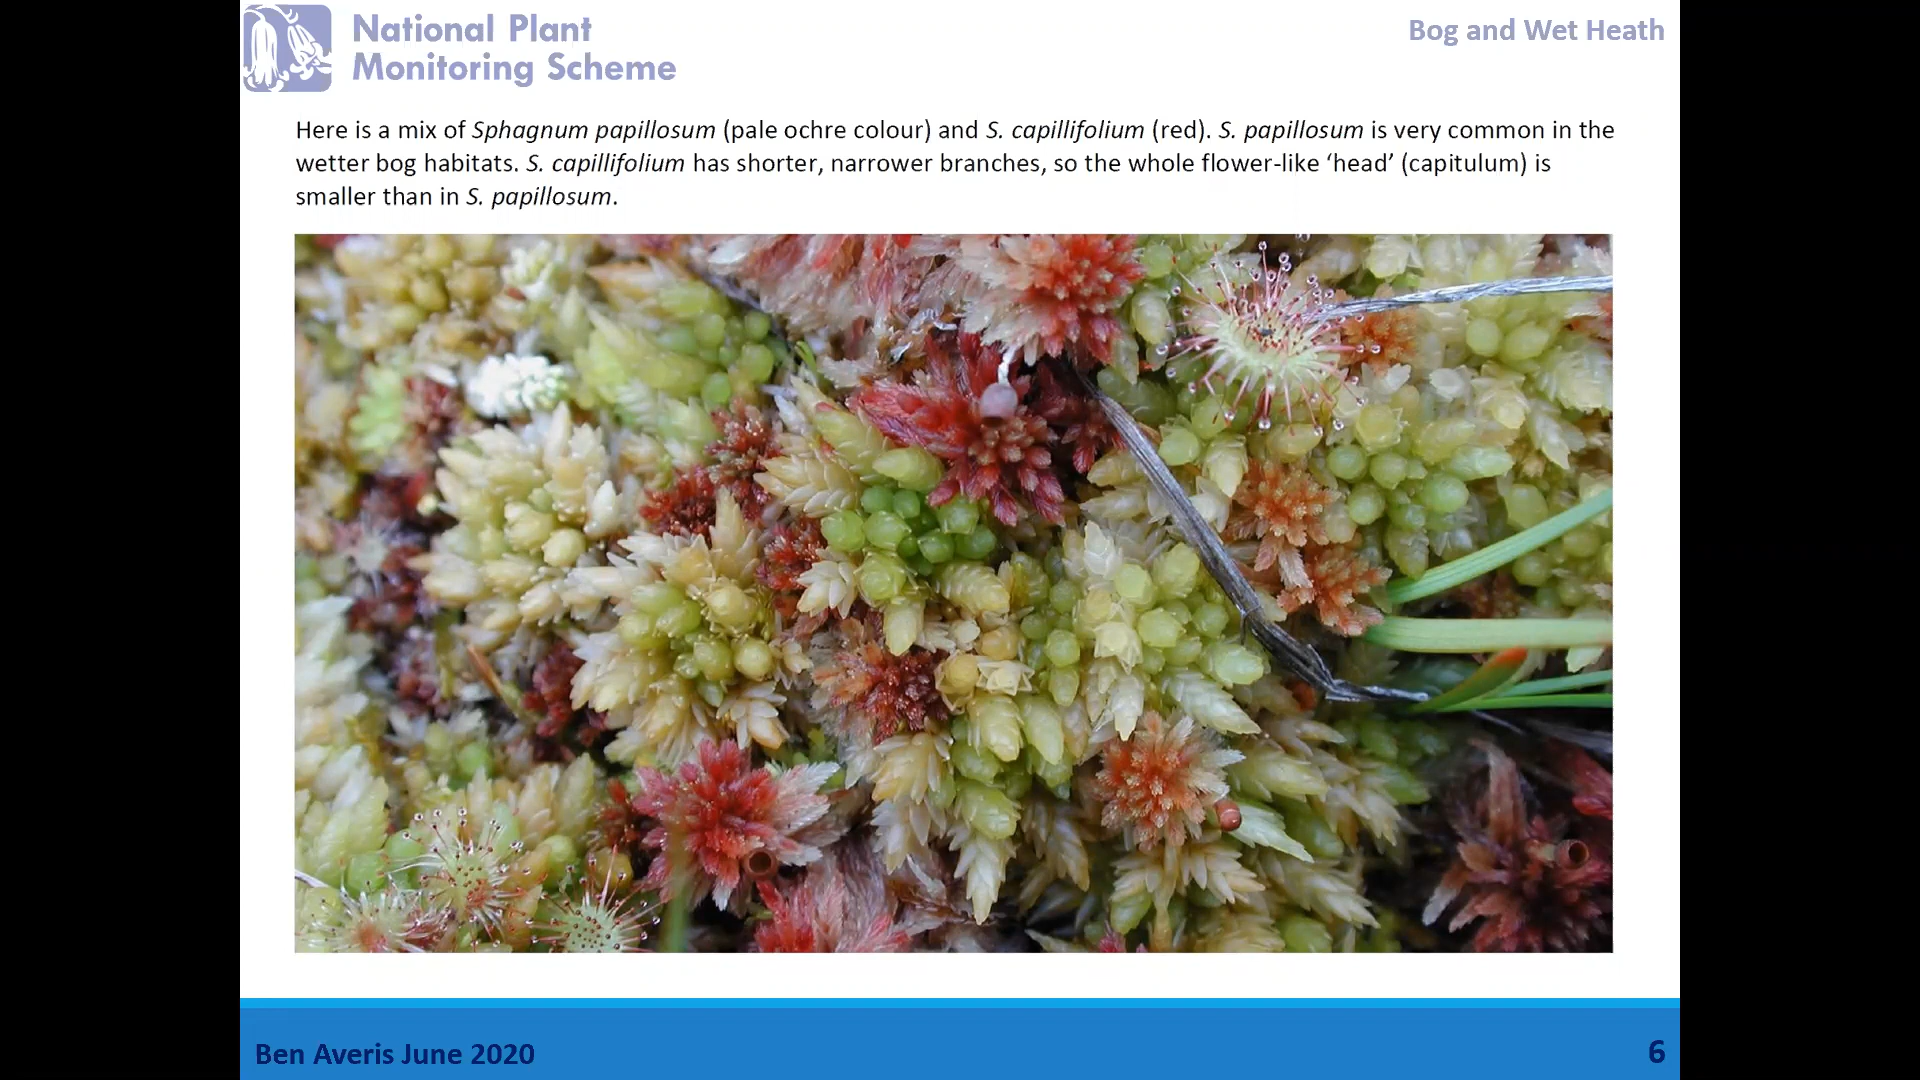 National Plant
Monitoring Scheme
Bog and Wet Heath
Here is a mix of Sphagnum papillosum (pale ochre colour) and S. capillifolium (red). S. papillosum is very common in the
wetter bog habitats. S. capillifolium has shorter, narrower branches, so the whole flower-like ‘head’ (capitulum) is
smaller than in S. papillosum.
Ben Averis June 2020
6